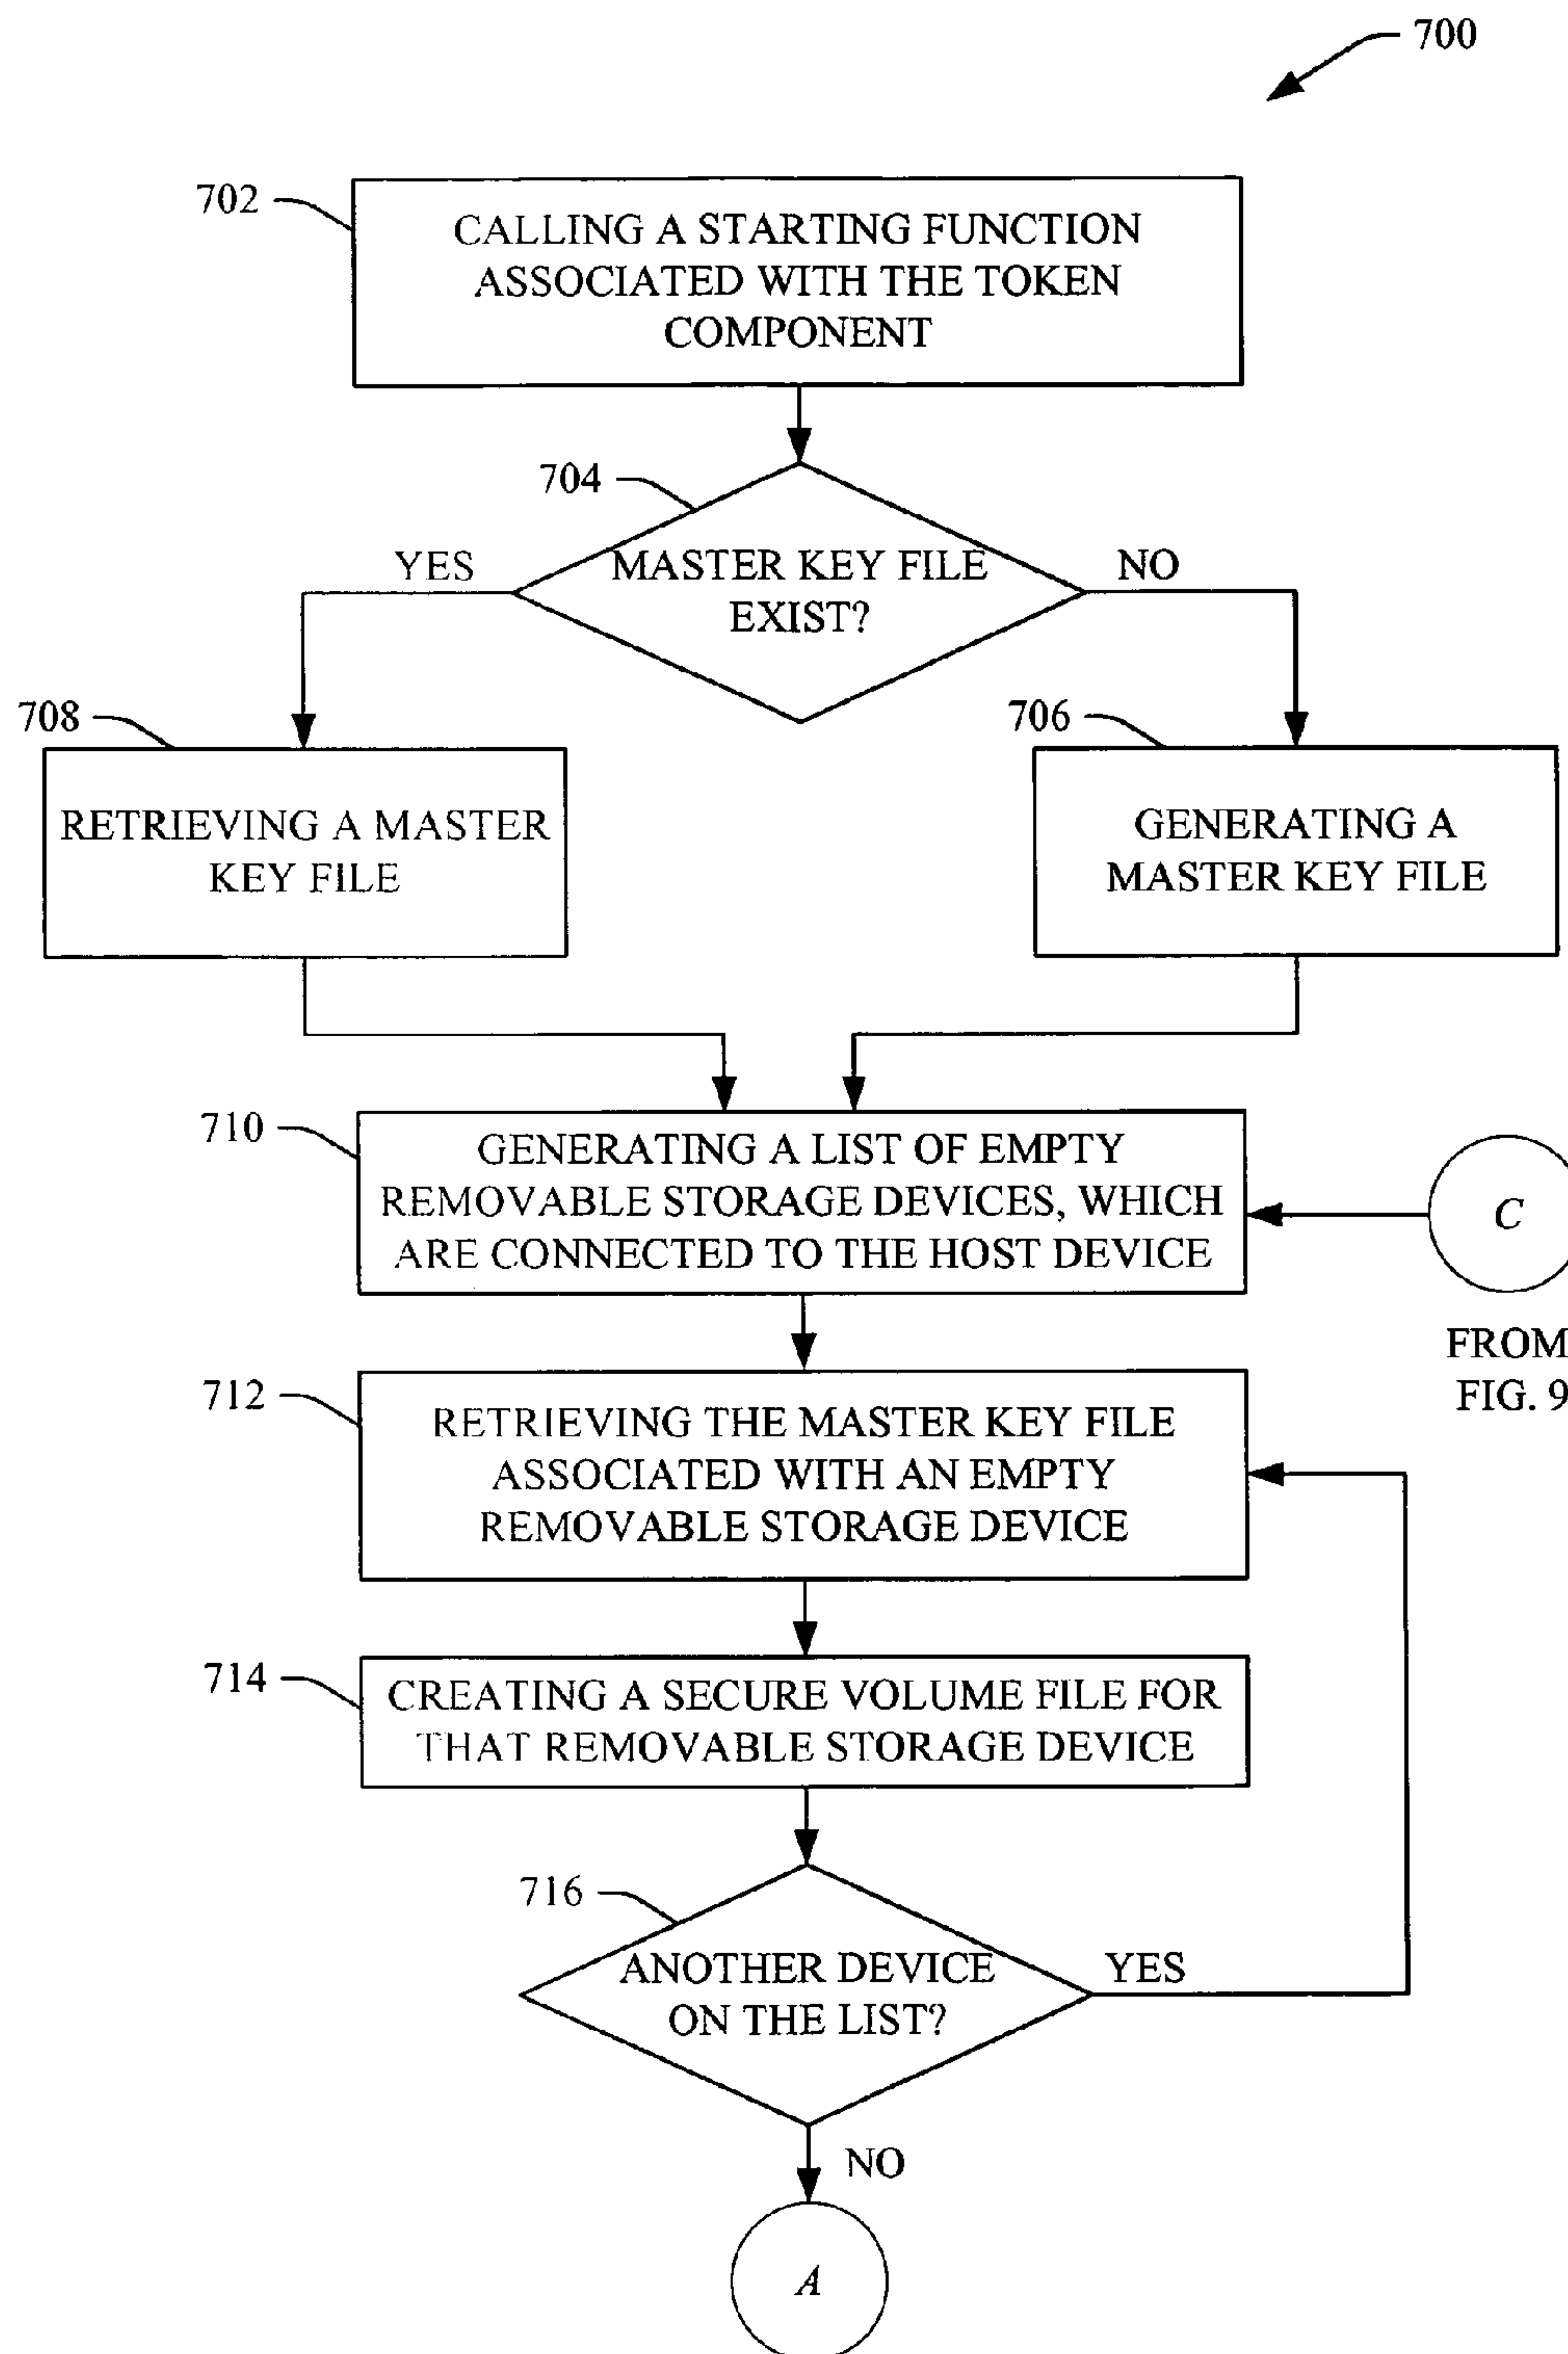 700
702
CALLING A STARTING FUNCTION
ASSOCIATED WITH THE TOKEN
COMPONENT
704
YES
MASTER KEY FILE
EXIST?
NO
708
RETRIEVING A MASTER
KEY FILE
706
GENERATING A
MASTER KEY FILE
710
GENERATING A LIST OF EMPTY
REMOVABLE STORAGE DEVICES, WHICH
ARE CONNECTED TO THE HOST DEVICE
C
FROM
FIG. 9
712
RETRIEVING THE MASTER KEY FILE
ASSOCIATED WITH AN EMPTY
REMOVABLE STORAGE DEVICE
714
CREATING A SECURE VOLUME FILE FOR
THAT REMOVABLE STORAGE DEVICE
716
ANOTHER DEVICE
ON THE LIST?
YES
NO
A